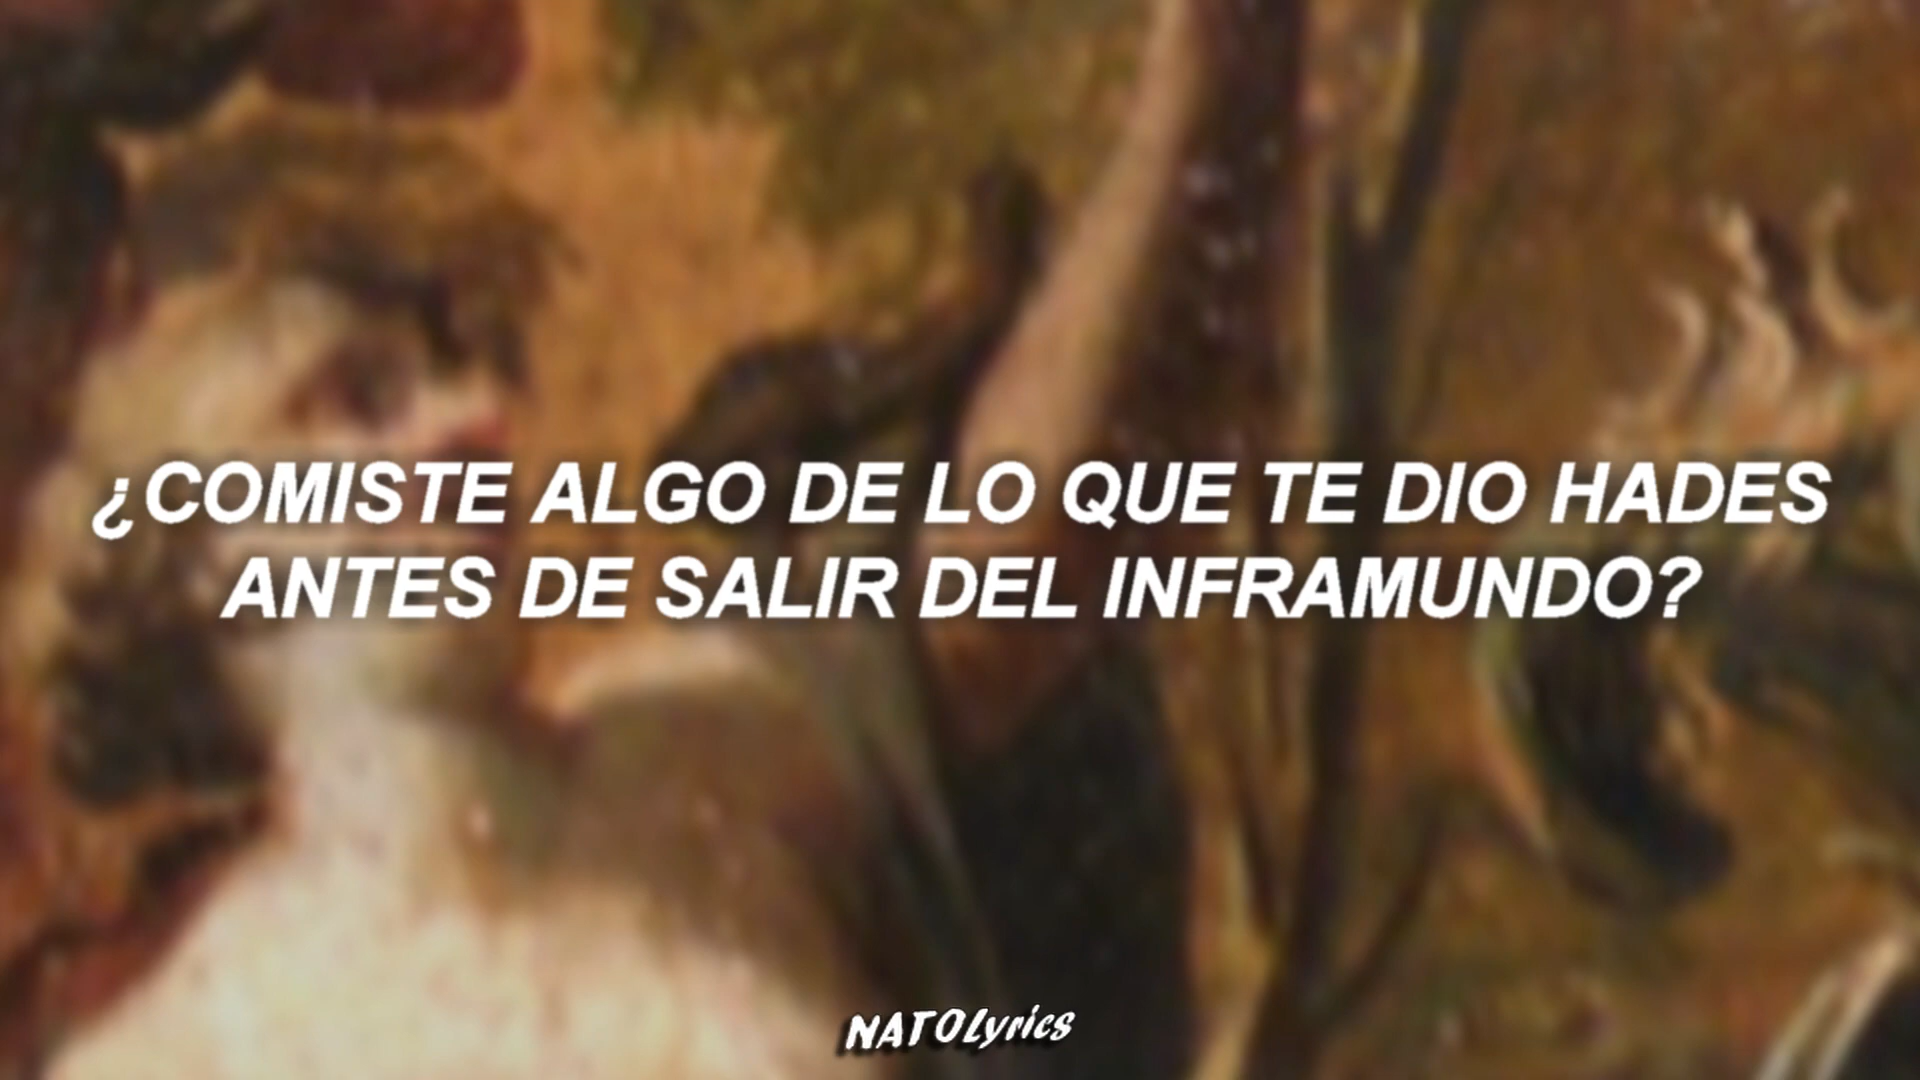 ¿COMISTE ALGO DE LO QUE TE DIO HADES
ANTES DE SALIR DEL INFRAMUNDO?
NATOLyrics